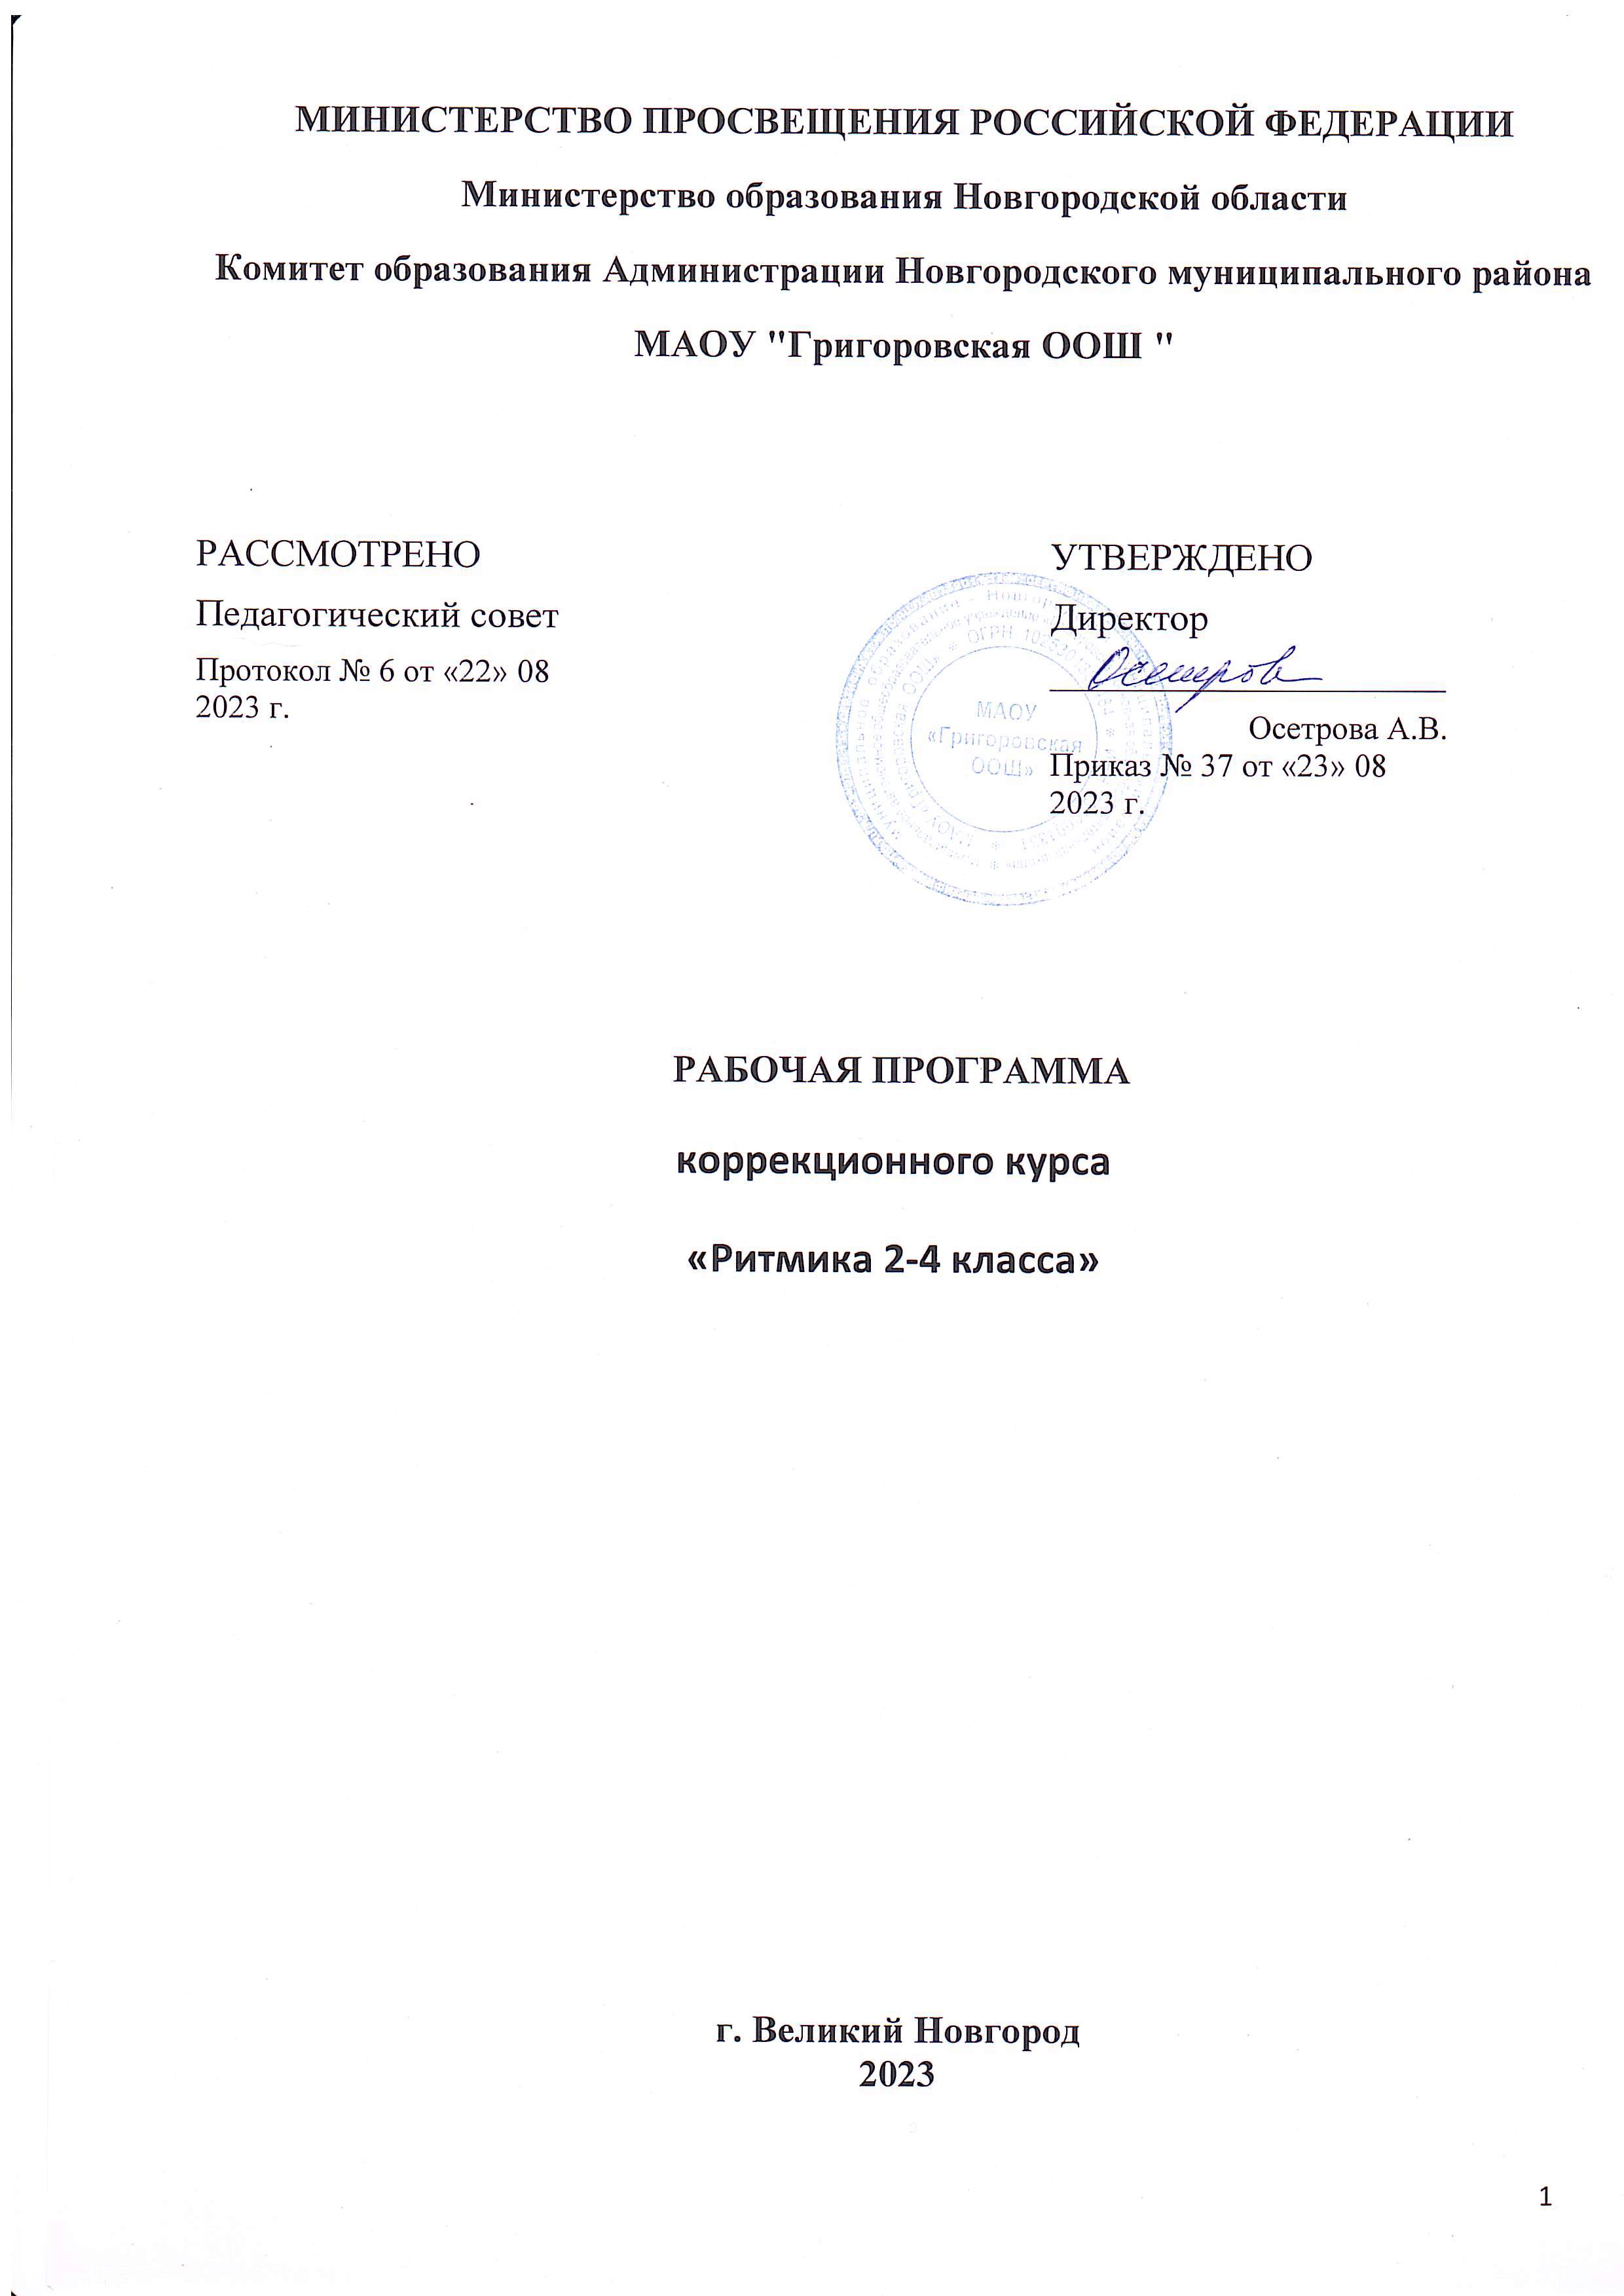 МИНИСТЕРСТВО ПРОСВЕЩЕНИЯ РОССИЙСКОЙ ФЕДЕРАЦИИ
Министерство образования Новгородской области
Комитет образования Администрации Новгородского муниципального района
МАОУ "Григоровская ООШ "
РАССМОТРЕНО
Педагогический совет
Протокол № 6 от «22» 08
2023 г.
УТВЕРЖДЕНО
Директор
Осетрова А.В.
Приказ № 37 от «23» 08
2023 г.
МАОУ
«Григоровская
ООШ»
РАБОЧАЯ ПРОГРАММА
коррекционного курса
«Ритмика 2-4 класса»
г. Великий Новгород
2023
1